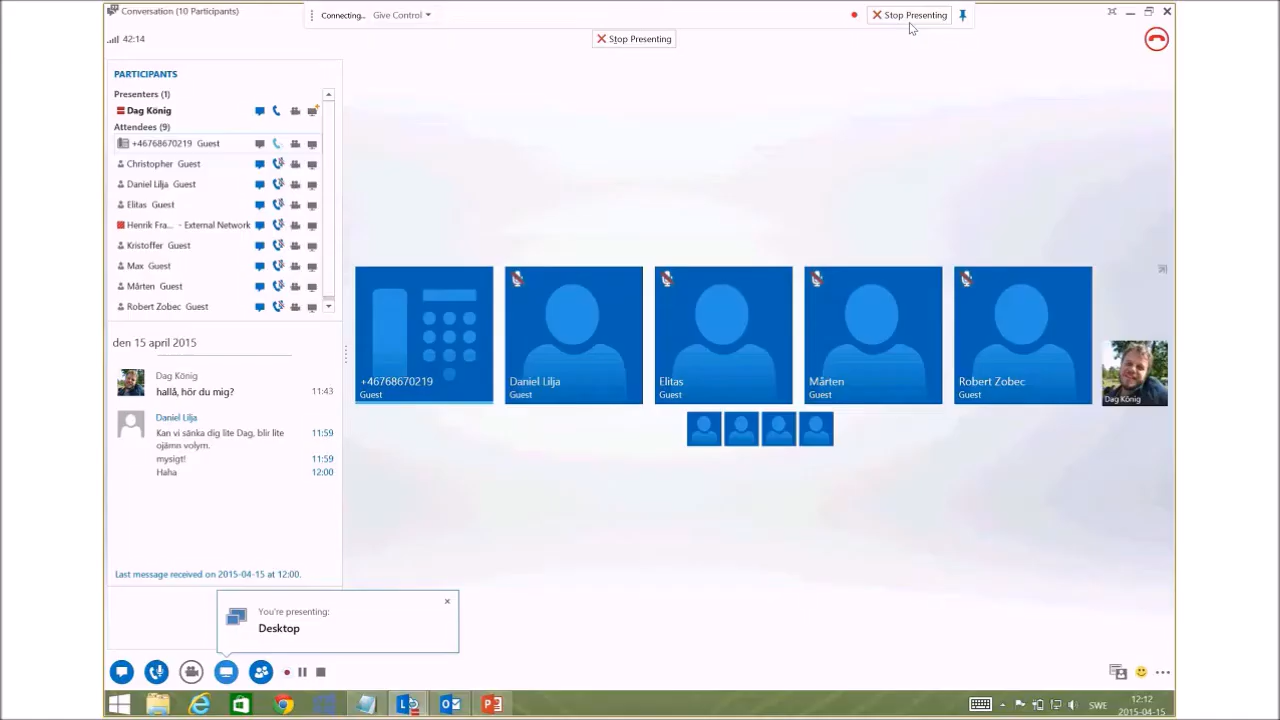 Conversation (10 Participants)
Connecting... Give Control
Stop Presenting
42:14
Stop Presenting
PARTICIPANTS
Presenters (1)
Dag König
Attendees (9)
+46768670219 Guest
Christopher Guest
Daniel Lilja Guest
Elitas Guest
Henrik Fra... - External Network
Kristoffer Guest
Max Guest
Mårten Guest
Robert Zobec Guest
den 15 april 2015
Dag König
hallå, hör du mig? 11:43
Daniel Lilja
Kan vi sänka dig lite Dag, blir lite 11:59
ojämn volym.
mysigt! 11:59
Haha 12:00
Last message received on 2015-04-15 at 12:00.
+46768670219
Guest
Daniel Lilja
Guest
Elitas
Guest
Mårten
Guest
Robert Zobec
Guest
Dag König
You're presenting:
Desktop
SWE
12:12
2015-04-15